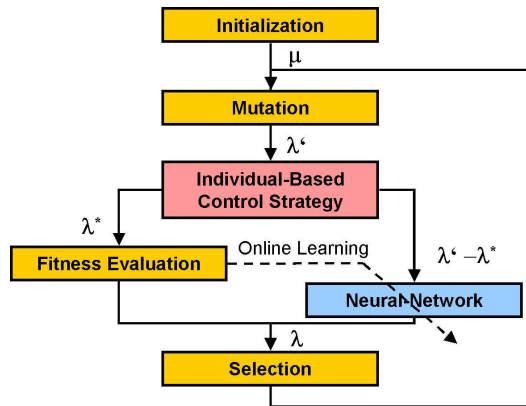 Initialization
μ
Mutation
λ‘
Individual-Based
Control Strategy
λ*
Online Learning
λ‘ –λ*
Fitness Evaluation
Neural Network
λ
Selection